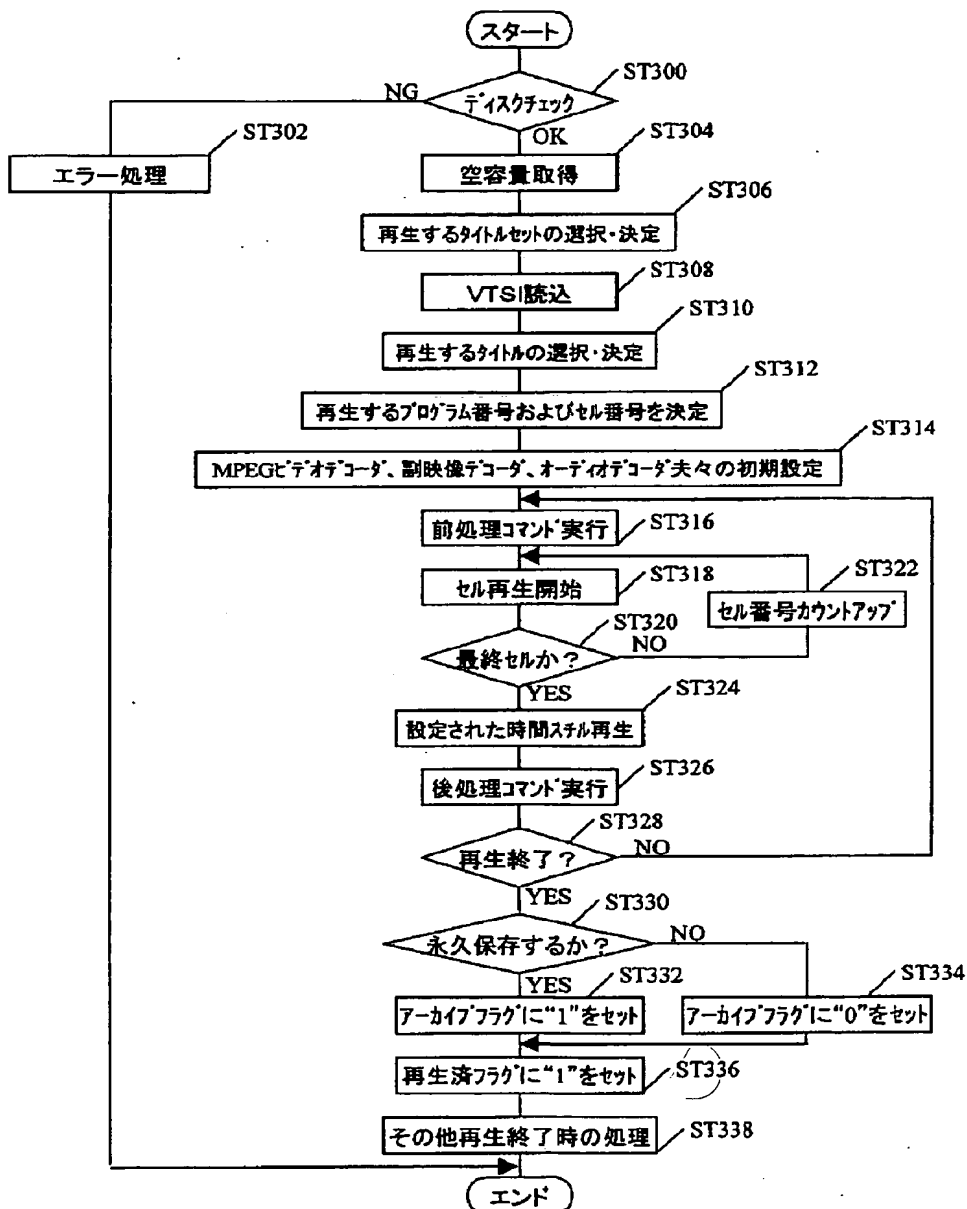 スタート
ST300
ディスクチェック
NG
OK
ST302
エラー処理
ST304
空容量取得
ST306
再生するタイトルセットの選択・決定
ST308
VTSI読込
ST310
再生するタイトルの選択・決定
ST312
再生するプログラム番号およびセル番号を決定
ST314
MPEGビデオデコーダ、副映像デコーダ、オーディオデコーダ夫々の初期設定
前処理コマンド実行
ST316
セル再生開始
ST318
ST322
セル番号カウントアップ
ST320
最終セルか？
NO
YES
ST324
設定された時間スチル再生
ST326
後処理コマンド実行
ST328
再生終了？
NO
YES
ST330
永久保存するか？
NO
YES
ST332
アーカイブフラグに“1”をセット
ST334
アーカイブフラグに“0”をセット
再生済フラグに“1”をセット
ST336
その他再生終了時の処理
ST338
エンド